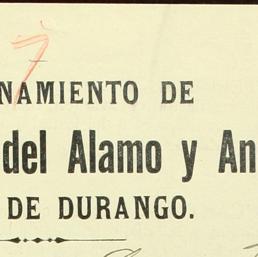 7
NAMIENTO DE
del Alamo y An
DE DURANGO.